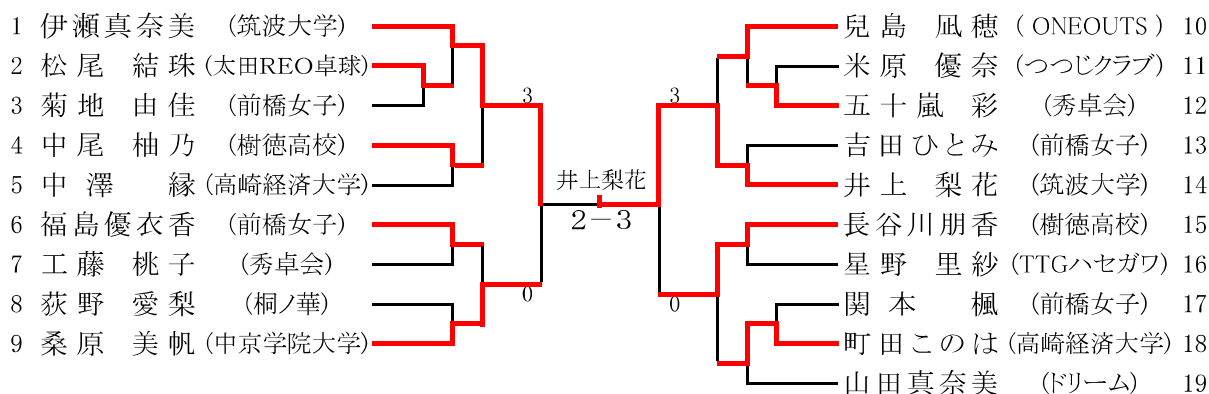 1 伊瀬真奈美 (筑波大学)
2 松尾 結珠 (太田REO卓球)
3 菊地 由佳 (前橋女子)
4 中尾 柚乃 (樹徳高校)
5 中澤 縁 (高崎経済大学)
6 福島優衣香 (前橋女子)
7 工藤 桃子 (秀卓会)
8 荻野 愛梨 (桐ノ華)
9 桑原 美帆 (中京学院大学)
3
0
井上梨花
2-3
3
0
兒島 凪穂 (ONEOUTS) 10
米原 優奈 (つつじクラブ) 11
五十嵐 彩 (秀卓会) 12
吉田ひとみ (前橋女子) 13
井上 梨花 (筑波大学) 14
長谷川朋香 (樹徳高校) 15
星野 里紗 (TTGハセガワ) 16
関本 楓 (前橋女子) 17
町田このは (高崎経済大学) 18
山田真奈美 (ドリーム) 19